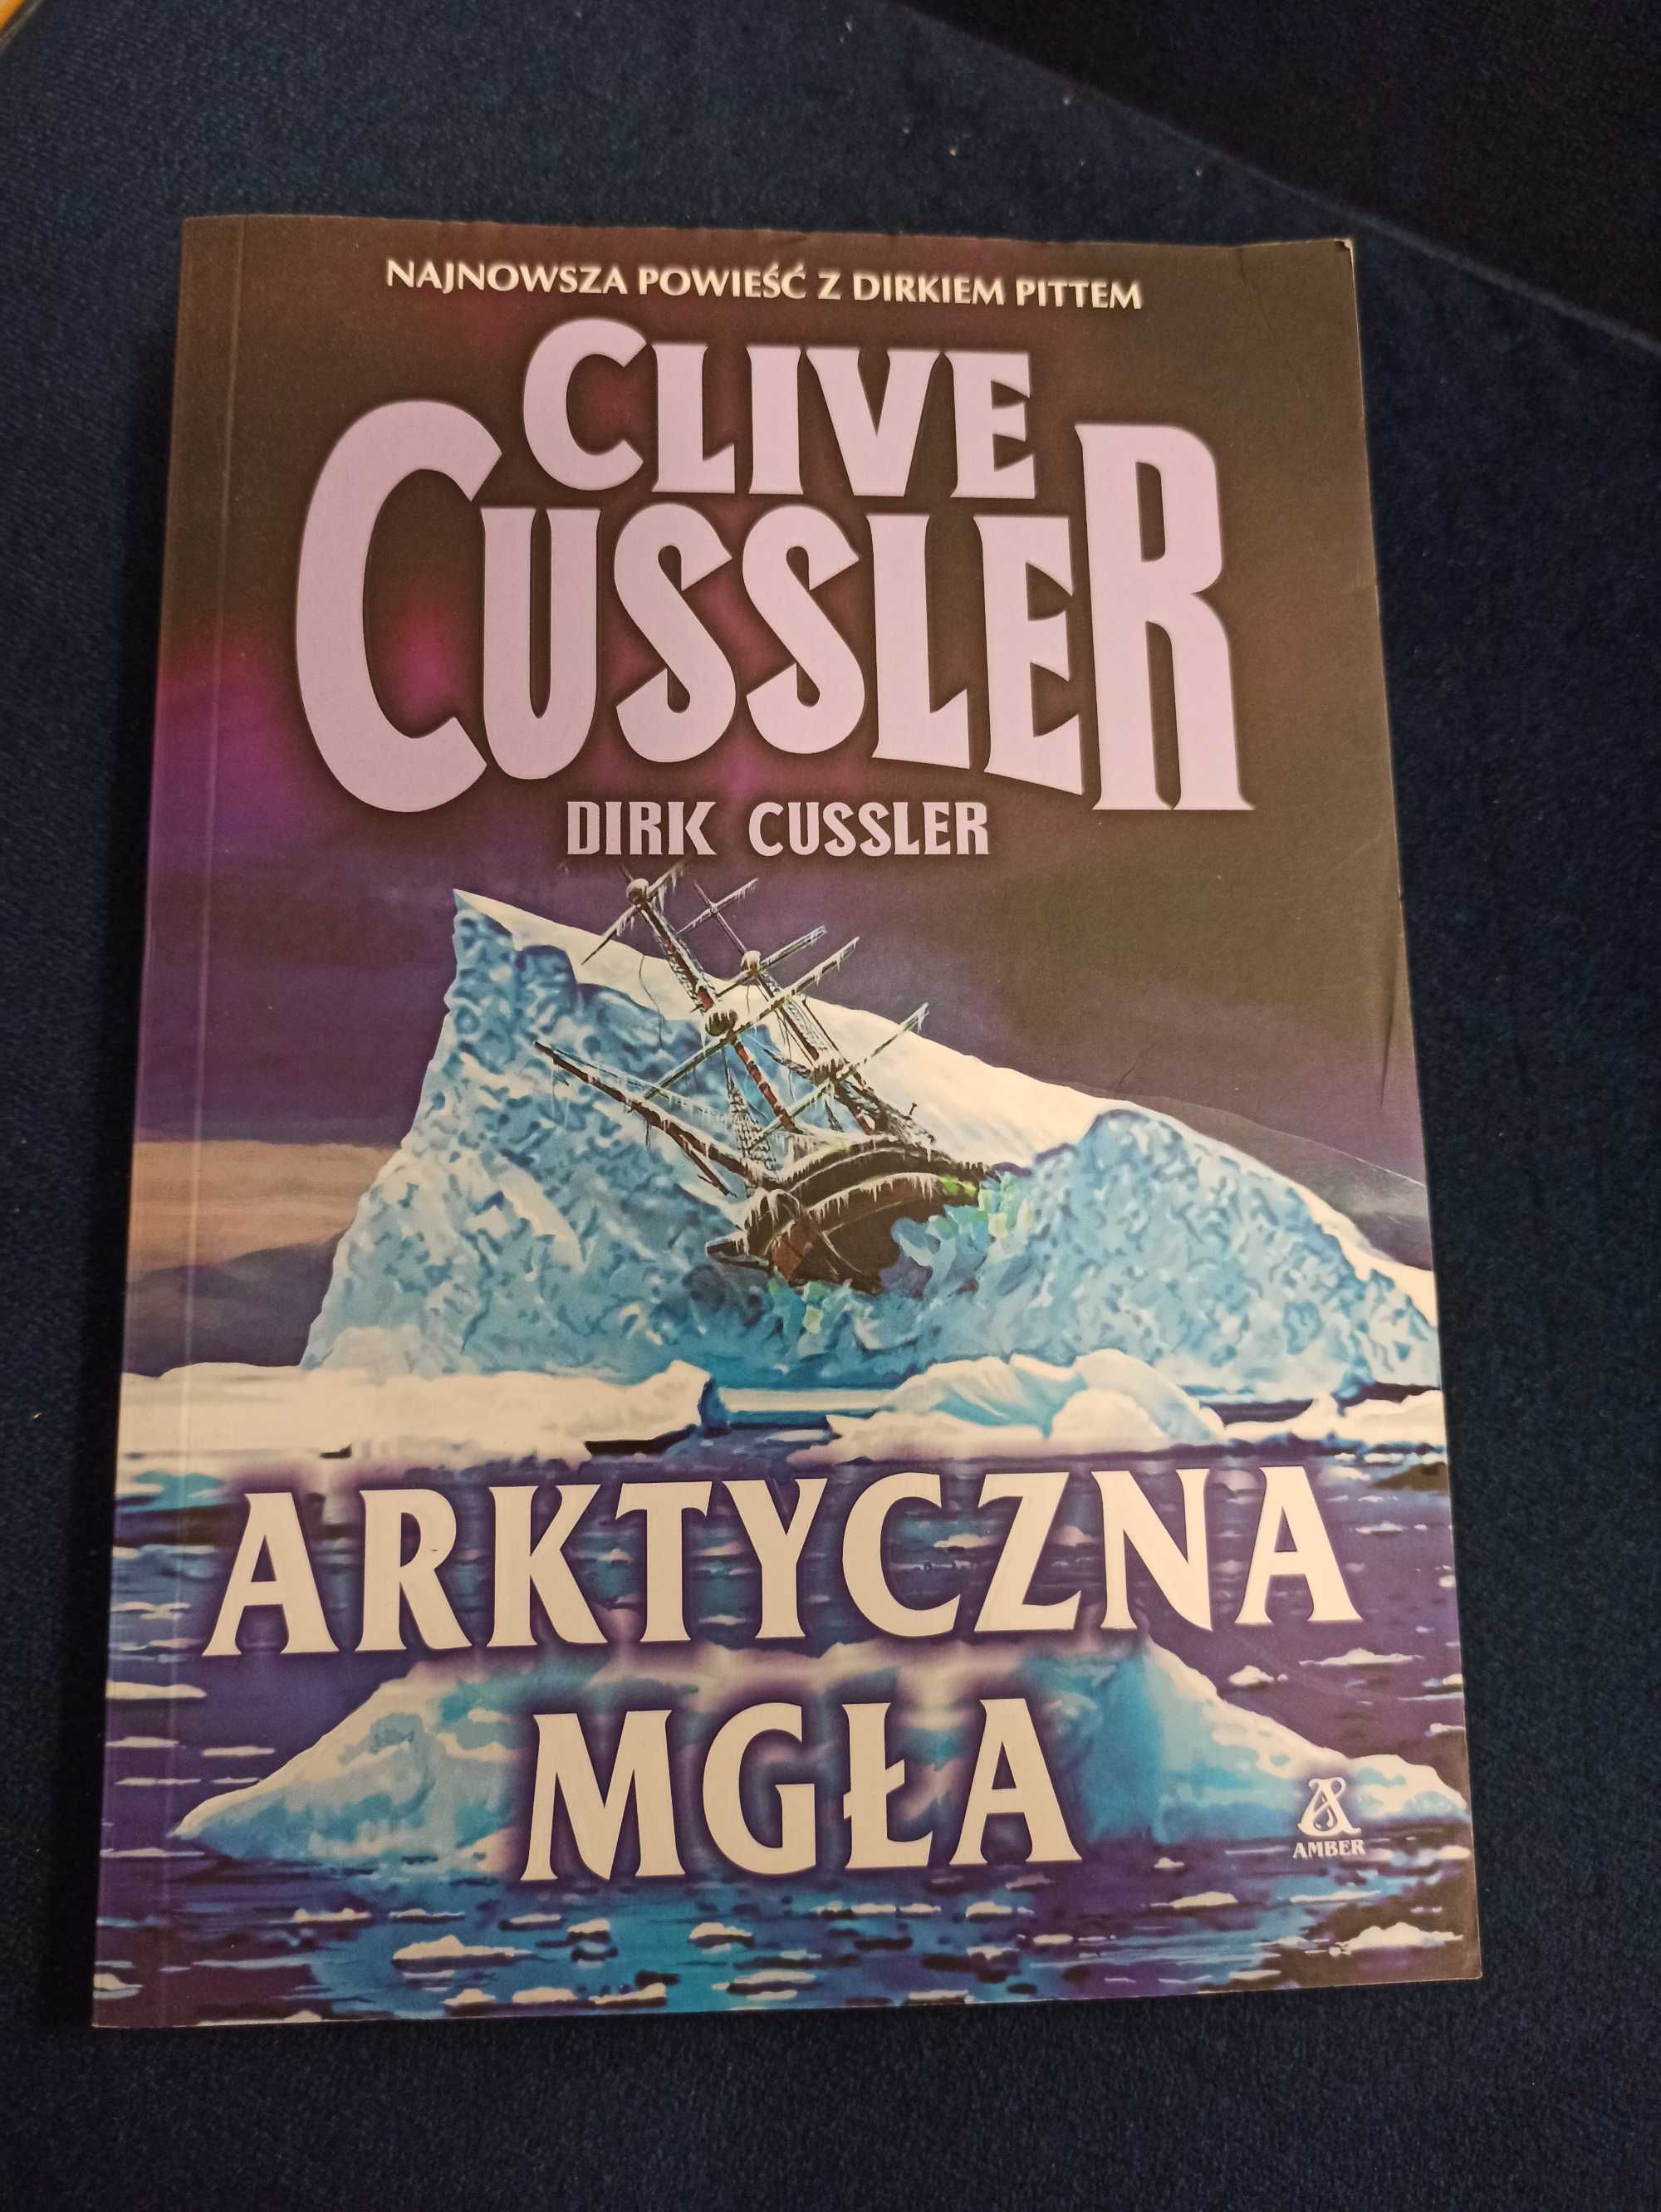 NAJNOWSZA POWIEŚĆ Z DIRKIEM PITTEM
CLIVE
CUSSLER
DIRK CUSSLER
ARKTYCZNA
MGŁA
AMBER